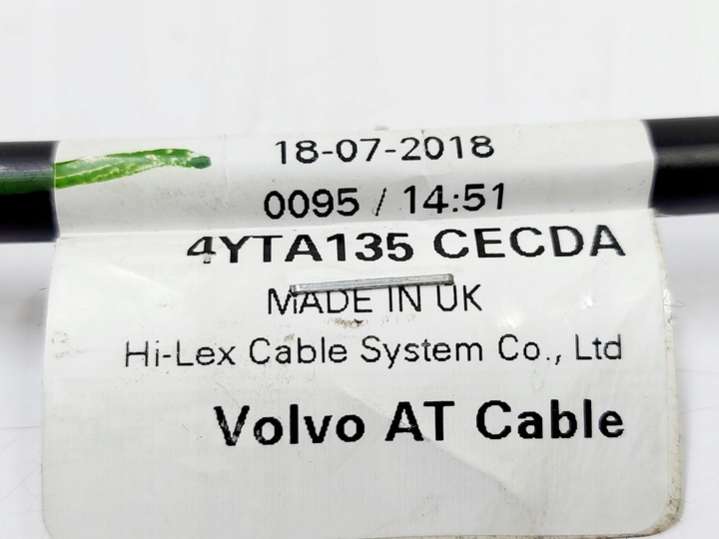 18-07-2018
0095 / 14:51
4YTA135 CECDA
MADE IN UK
Hi-Lex Cable System Co., Ltd
Volvo AT Cable